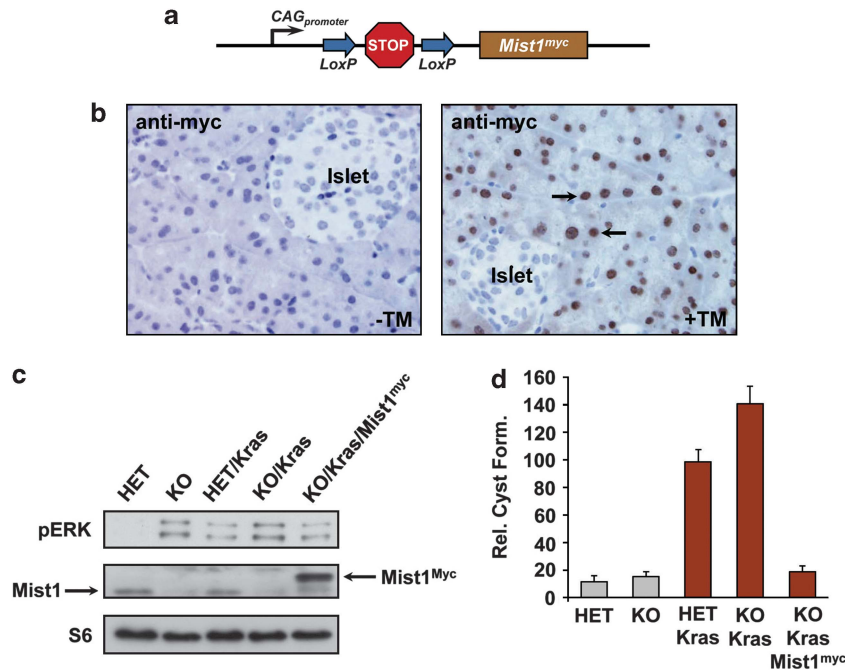 a
CAGpromoter
LoxP
STOP
LoxP
Mist1myc
b
anti-myc
Islet
-TM
anti-myc
Islet
+TM
c
HET
KO
HET/Kras
KO/Kras
KO/Kras/Mist1myc
pERK
Mist1
Mist1Myc
S6
d
Rel. Cyst Form.
160
140
120
100
80
60
40
20
0
HET
KO
HET
Kras
KO
Kras
KO
Kras
Mist1myc